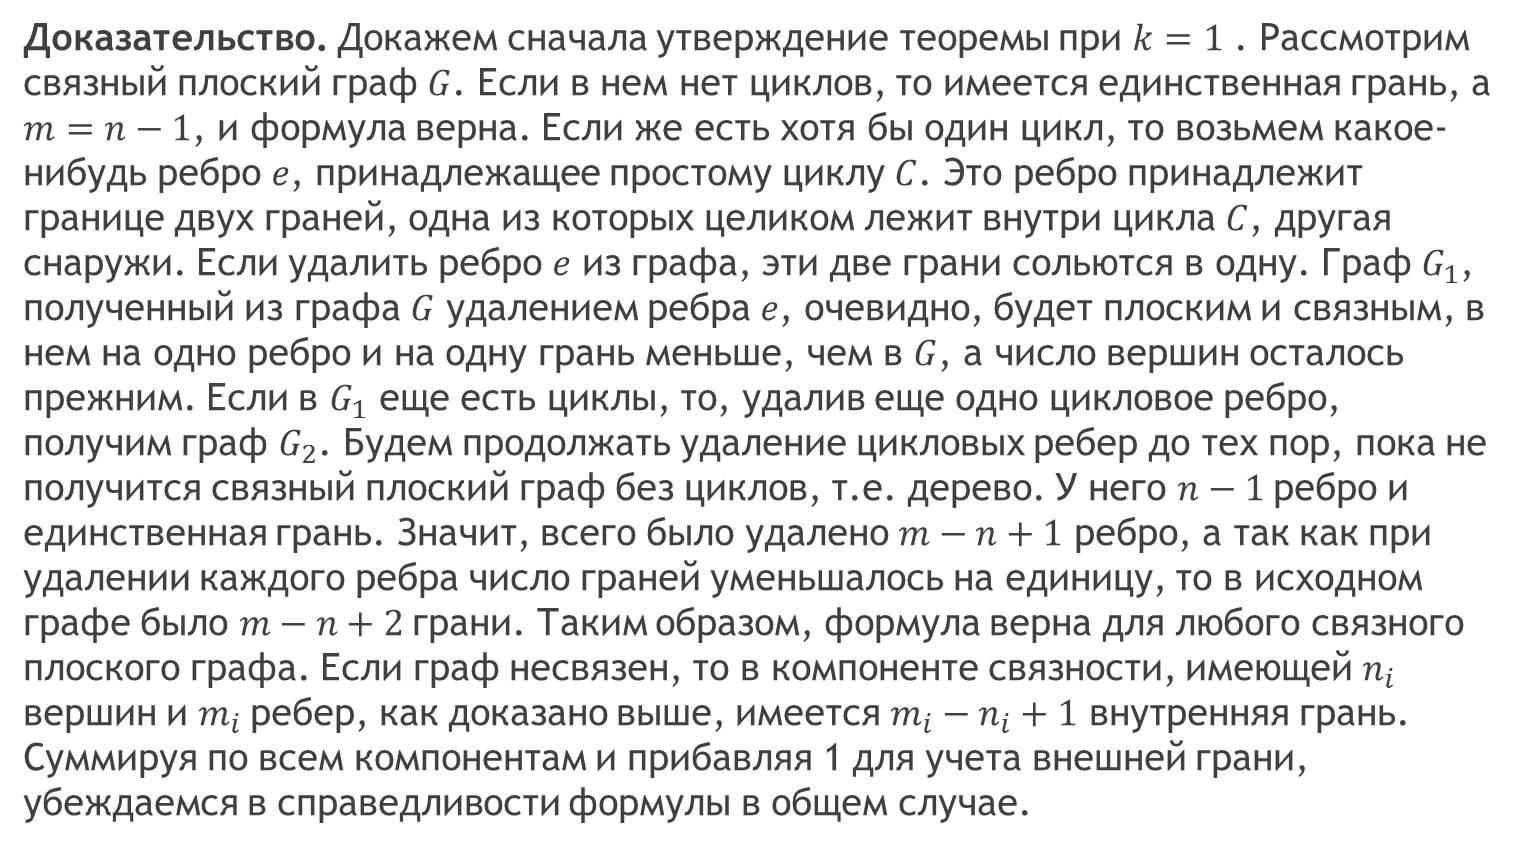 Доказательство. Докажем сначала утверждение теоремы при k = 1 . Рассмотрим
связный плоский граф G. Если в нем нет циклов, то имеется единственная грань, а
m = n − 1, и формула верна. Если же есть хотя бы один цикл, то возьмем какое-
нибудь ребро e, принадлежащее простому циклу C. Это ребро принадлежит
границе двух граней, одна из которых целиком лежит внутри цикла C, другая
снаружи. Если удалить ребро e из графа, эти две грани сольются в одну. Граф G₁,
полученный из графа G удалением ребра e, очевидно, будет плоским и связным, в
нем на одно ребро и на одну грань меньше, чем в G, а число вершин осталось
прежним. Если в G₁ еще есть циклы, то, удалив еще одно цикловое ребро,
получим граф G₂. Будем продолжать удаление цикловых ребер до тех пор, пока не
получится связный плоский граф без циклов, т.е. дерево. У него n − 1 ребро и
единственная грань. Значит, всего было удалено m − n + 1 ребро, а так как при
удалении каждого ребра число граней уменьшалось на единицу, то в исходном
графе было m − n + 2 грани. Таким образом, формула верна для любого связного
плоского графа. Если граф несвязен, то в компоненте связности, имеющей nᵢ
вершин и mᵢ ребер, как доказано выше, имеется mᵢ − nᵢ + 1 внутренняя грань.
Суммируя по всем компонентам и прибавляя 1 для учета внешней грани,
убеждаемся в справедливости формулы в общем случае.